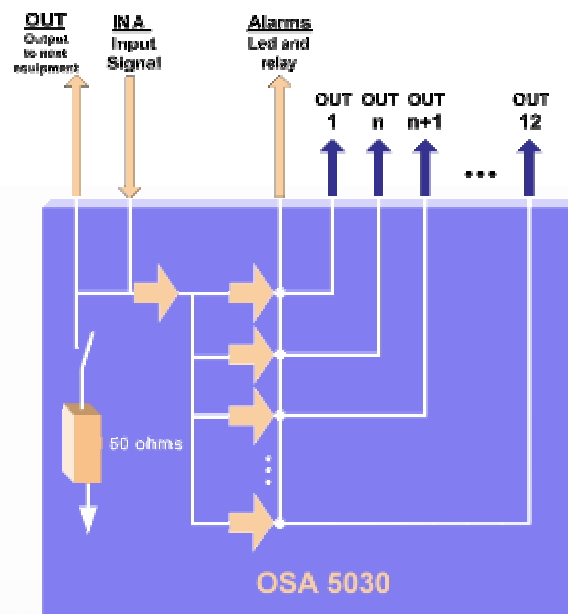 OUT
Output
to next
equipment
IN A
Input
Signal
Alarms
Led and
relay
OUT
1
OUT
n
OUT
n+1
...
OUT
12
50 ohms
...
OSA 5030